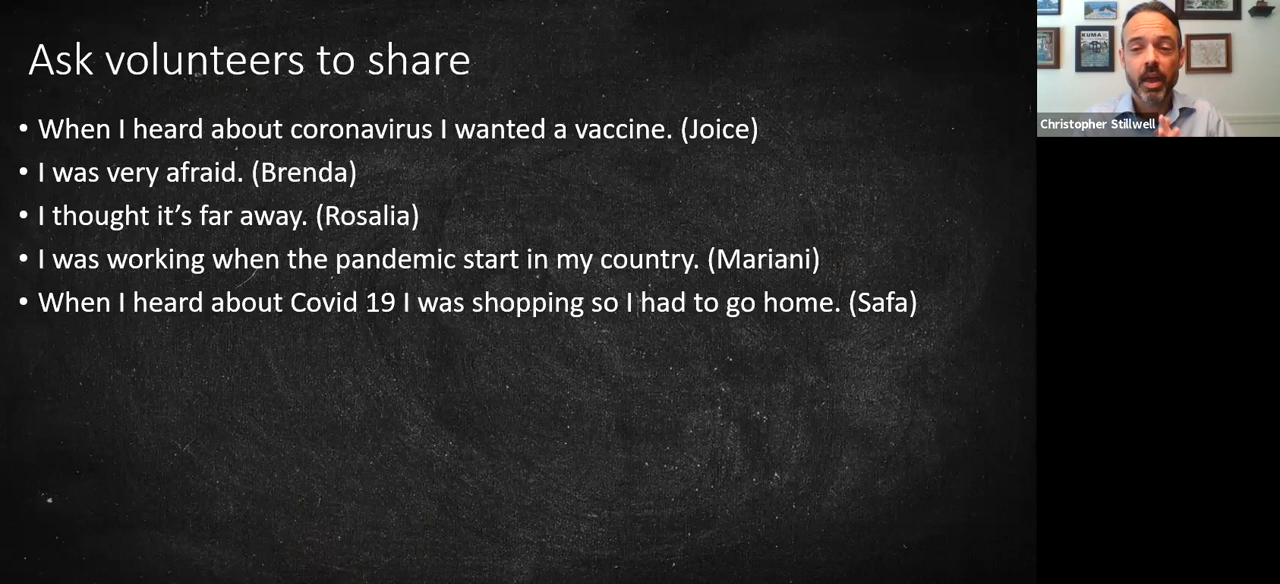 Ask volunteers to share
• When I heard about coronavirus I wanted a vaccine. (Joice)
• I was very afraid. (Brenda)
• I thought it’s far away. (Rosalia)
• I was working when the pandemic start in my country. (Mariani)
• When I heard about Covid 19 I was shopping so I had to go home. (Safa)
KUMA
Christopher Stillwell